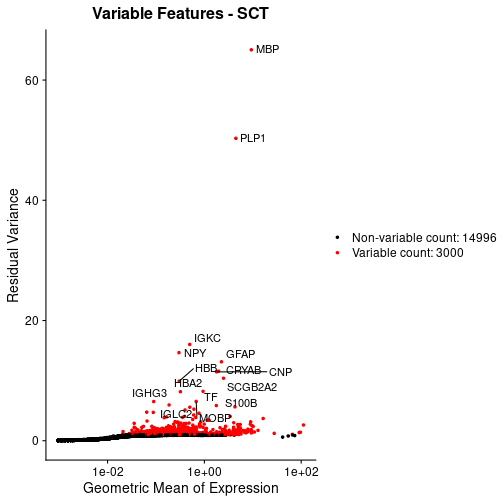 Variable Features - SCT
MBP
60
PLP1
40
Residual Variance
Non-variable count: 14996
Variable count: 3000
20
IGKC
NPY
GFAP
HBB
CRYAB
CNP
HBA2
SCGB2A2
IGHG3
TF
S100B
IGLC2
MOBP
0
1e-02
1e+00
1e+02
Geometric Mean of Expression